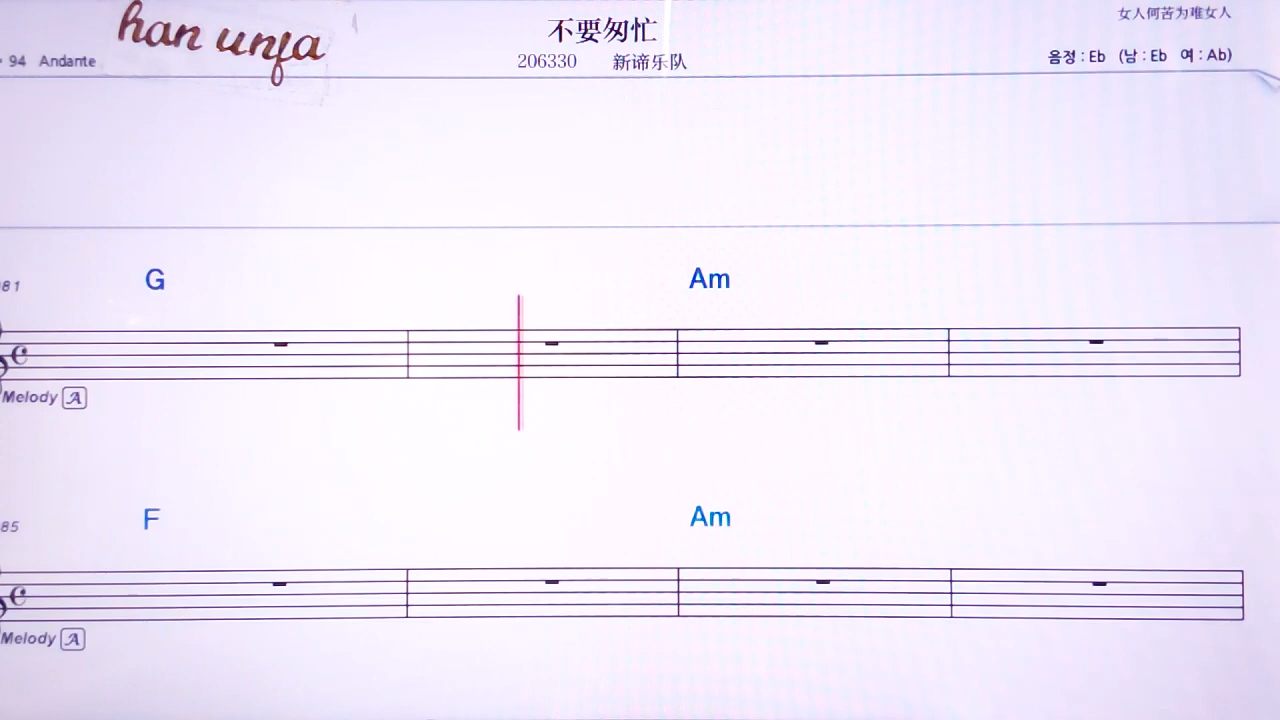 han unfa
不要匆忙
女人何苦为难女人
94 Andante
206330 新谛乐队
음정 : Eb (남 : Eb 여 : Ab)
81 G Am
Melody A
85 F Am
Melody A